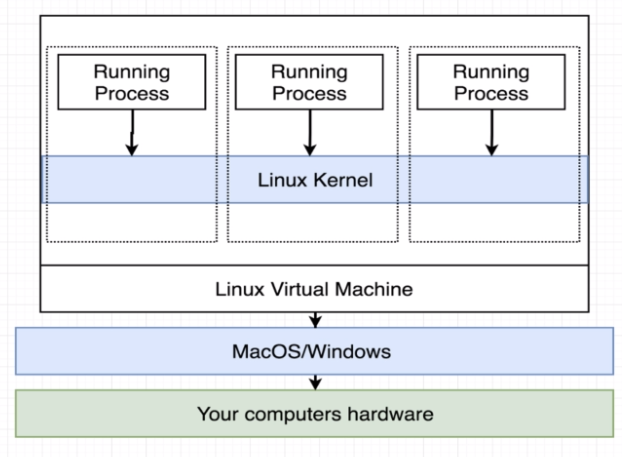 Running
Process
Running
Process
Running
Process
Linux Kernel
Linux Virtual Machine
MacOS/Windows
Your computers hardware